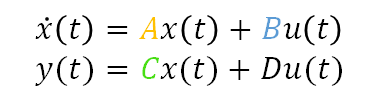 ẋ(t) = Ax(t) + Bu(t)
y(t) = Cx(t) + Du(t)